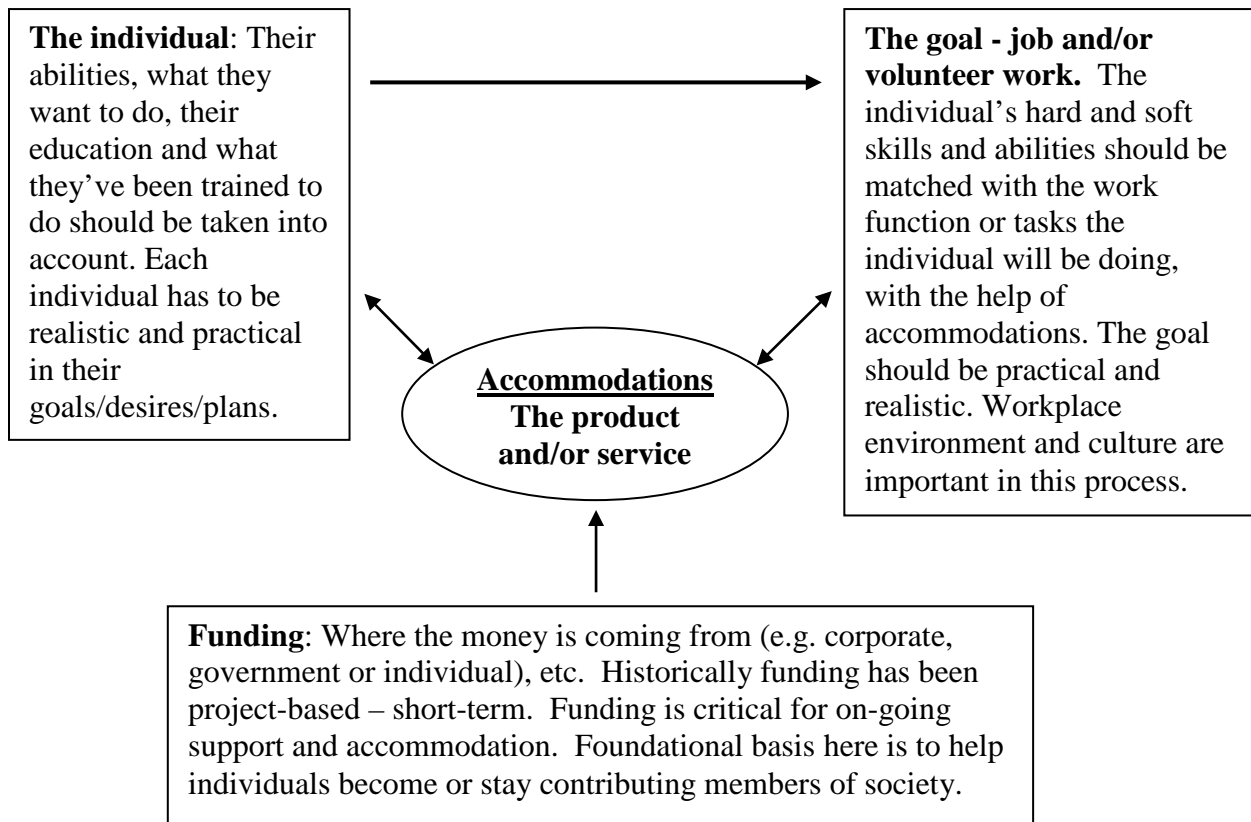 The individual: Their
abilities, what they
want to do, their
education and what
they've been trained to
do should be taken into
account. Each
individual has to be
realistic and practical
in their
goals/desires/plans.
The goal - job and/or
volunteer work.  The
individual's hard and soft
skills and abilities should be
matched with the work
function or tasks the
individual will be doing,
with the help of
accommodations. The goal
should be practical and
realistic. Workplace
environment and culture are
important in this process.
Accommodations
The product
and/or service
Funding: Where the money is coming from (e.g. corporate,
government or individual), etc.  Historically funding has been
project-based – short-term.  Funding is critical for on-going
support and accommodation.  Foundational basis here is to help
individuals become or stay contributing members of society.